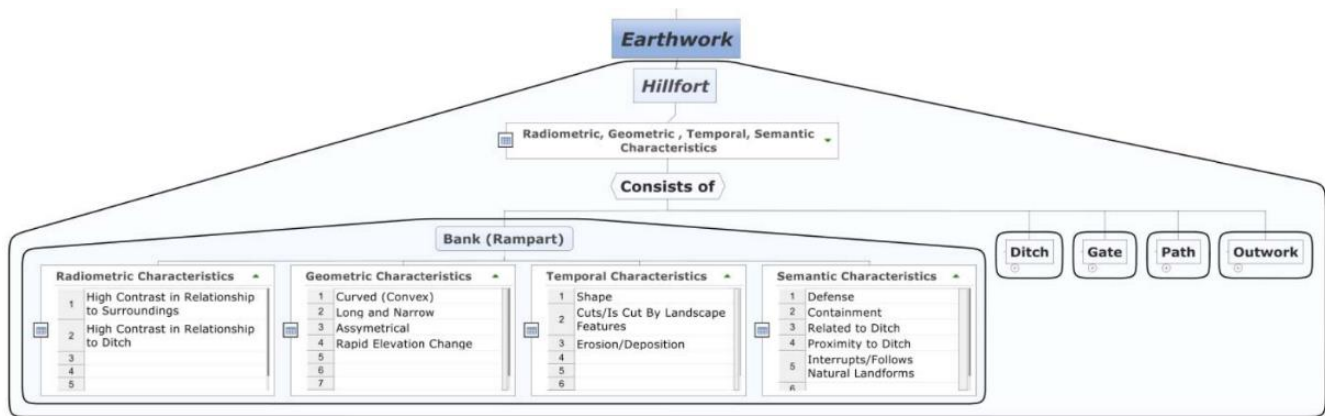 Earthwork
Hillfort
Radiometric, Geometric , Temporal, Semantic
Characteristics
Consists of
Bank (Rampart)
Ditch
Gate
Path
Outwork
Radiometric Characteristics
1 High Contrast in Relationship
to Surroundings
2 High Contrast in Relationship
to Ditch
3
4
5
Geometric Characteristics
1 Curved (Convex)
2 Long and Narrow
3 Assymetrical
4 Rapid Elevation Change
5
6
7
Temporal Characteristics
1 Shape
2 Cuts/Is Cut By Landscape
Features
3 Erosion/Deposition
4
5
6
Semantic Characteristics
1 Defense
2 Containment
3 Related to Ditch
4 Proximity to Ditch
5 Interrupts/Follows
Natural Landforms
6